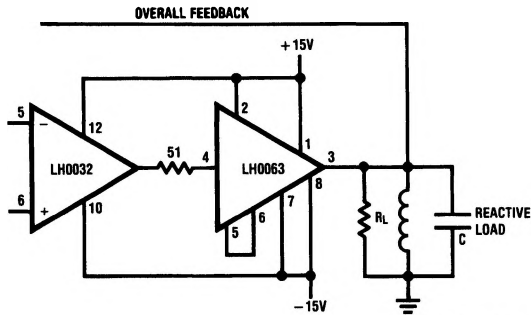 OVERALL FEEDBACK
+15V
5
−
12
LH0032
6
+
10
51
4
2
1
LH0063
3
8
7
6
5
RL
C
REACTIVE
LOAD
−15V